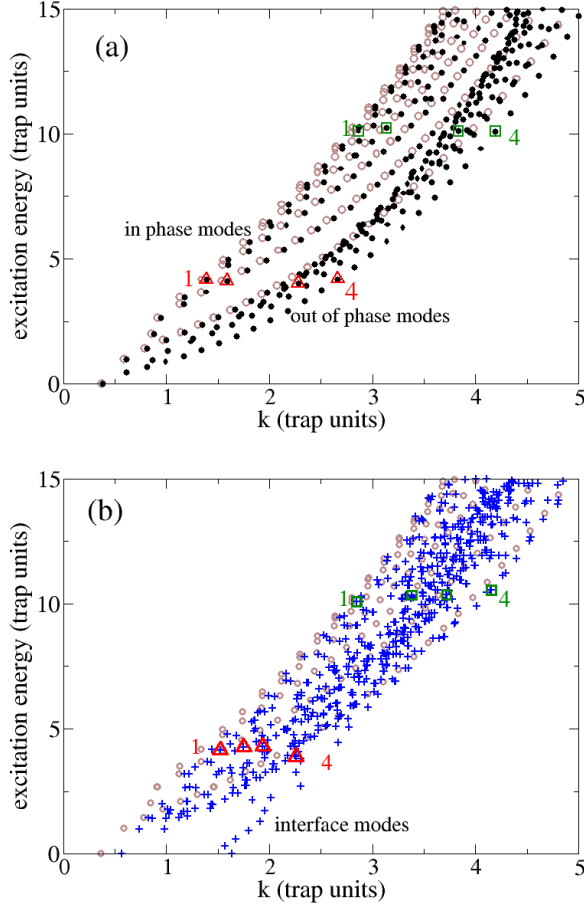 15
(a)
1
10
4
in phase modes
5
1
4
out of phase modes
0
0 1 2 3 4 5
k (trap units)
excitation energy (trap units)
15
(b)
10
1
4
5
1
4
interface modes
0
0 1 2 3 4 5
k (trap units)
excitation energy (trap units)